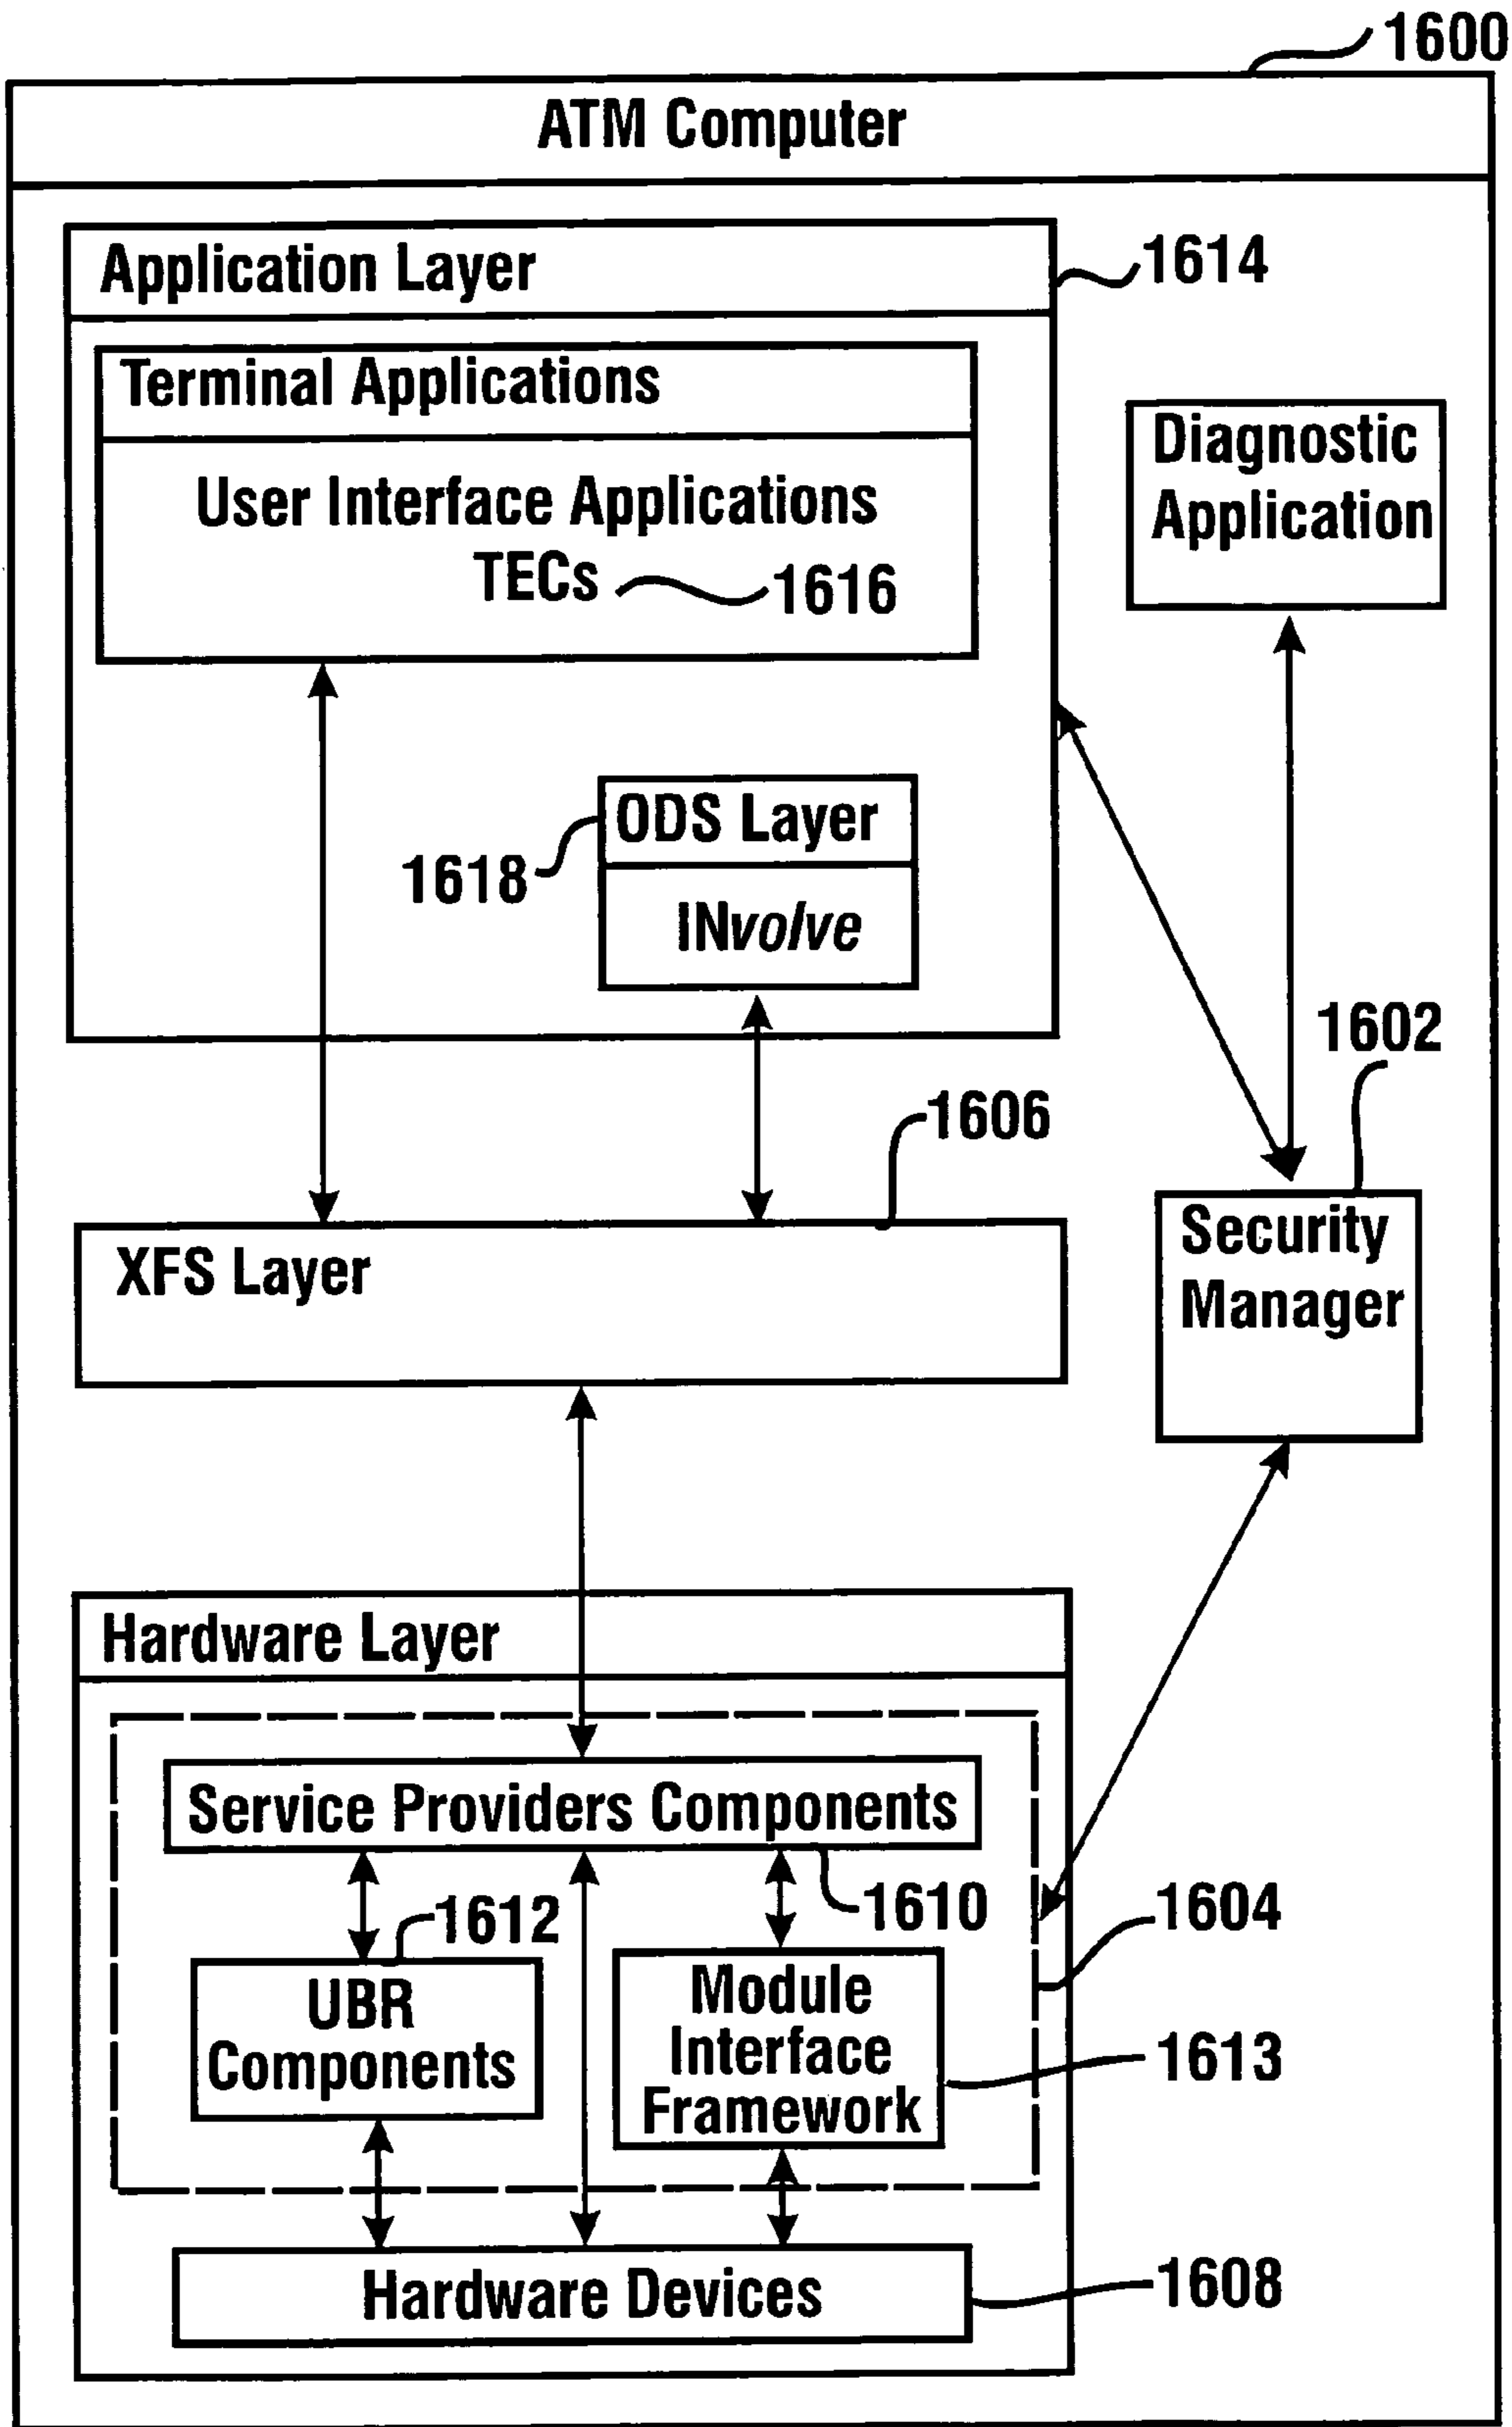 1600
ATM Computer
Application Layer
1614
Terminal Applications
User Interface Applications
TECs
1616
Diagnostic
Application
ODS Layer
1618
INvolve
1602
1606
XFS Layer
Security
Manager
Hardware Layer
Service Providers Components
1612
1610
1604
UBR
Components
Module
Interface
Framework
1613
Hardware Devices
1608